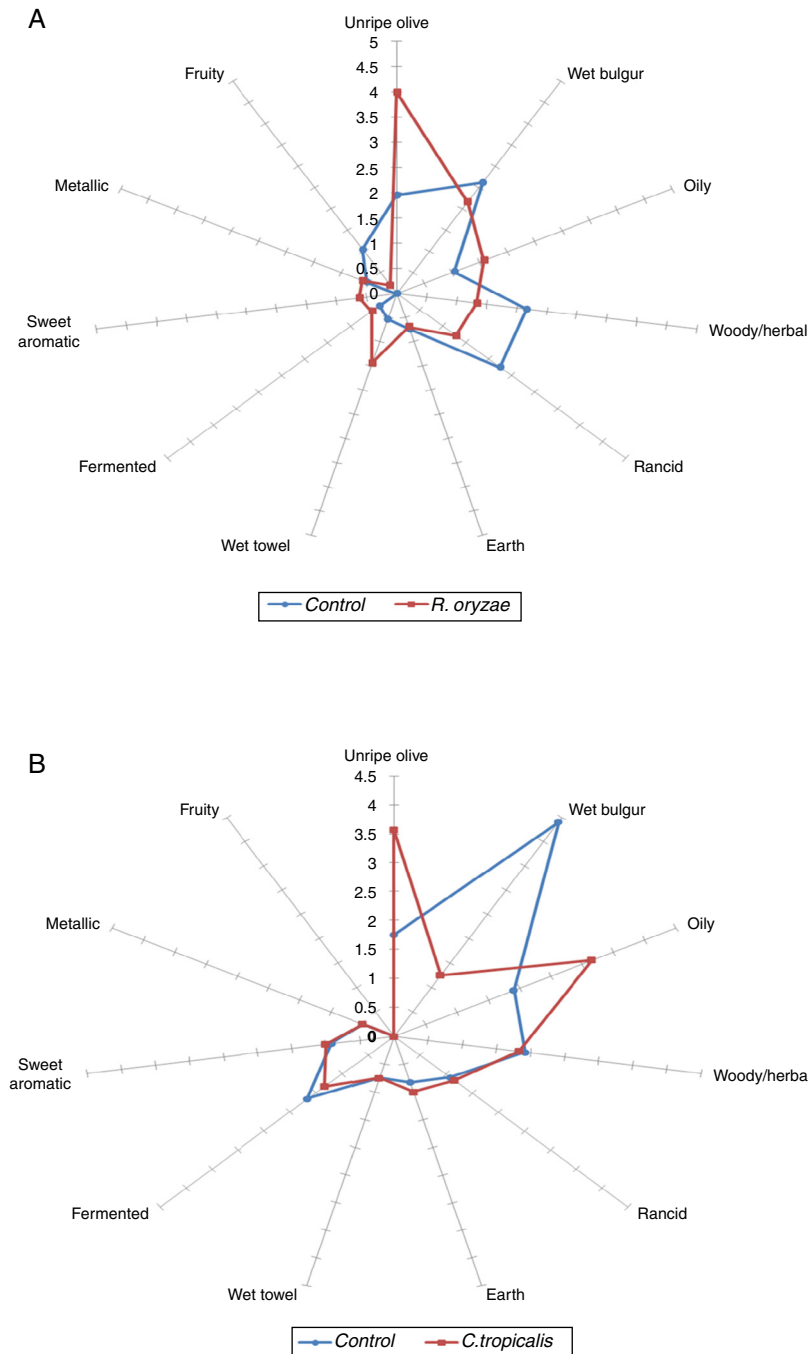 A
Unripe olive
5
4.5
4
3.5
3
2.5
2
1.5
1
0.5
0
Wet bulgur
Oily
Woody/herbal
Rancid
Earth
Wet towel
Fermented
Sweet
aromatic
Metallic
Fruity
Control
R. oryzae
B
Unripe olive
4.5
4
3.5
3
2.5
2
1.5
1
0.5
0
Wet bulgur
Oily
Woody/herba
Rancid
Earth
Wet towel
Fermented
Sweet
aromatic
Metallic
Fruity
Control
C.tropicalis